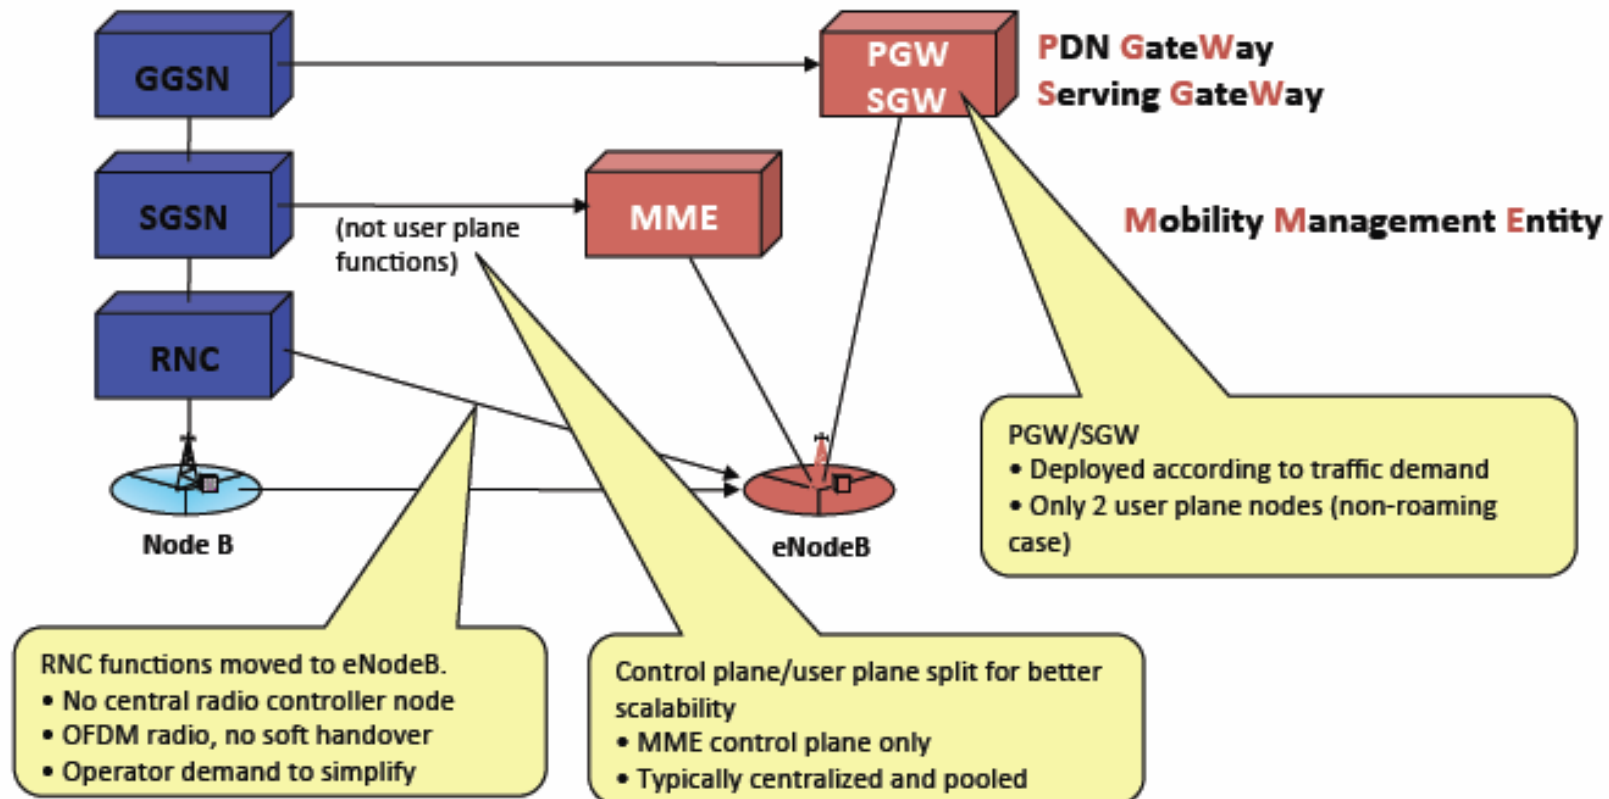 GGSN
PGW
SGW
PDN GateWay
Serving GateWay
SGSN
(not user plane
functions)
MME
Mobility Management Entity
RNC
Node B
eNodeB
PGW/SGW
• Deployed according to traffic demand
• Only 2 user plane nodes (non-roaming
case)
RNC functions moved to eNodeB.
• No central radio controller node
• OFDM radio, no soft handover
• Operator demand to simplify
Control plane/user plane split for better
scalability
• MME control plane only
• Typically centralized and pooled